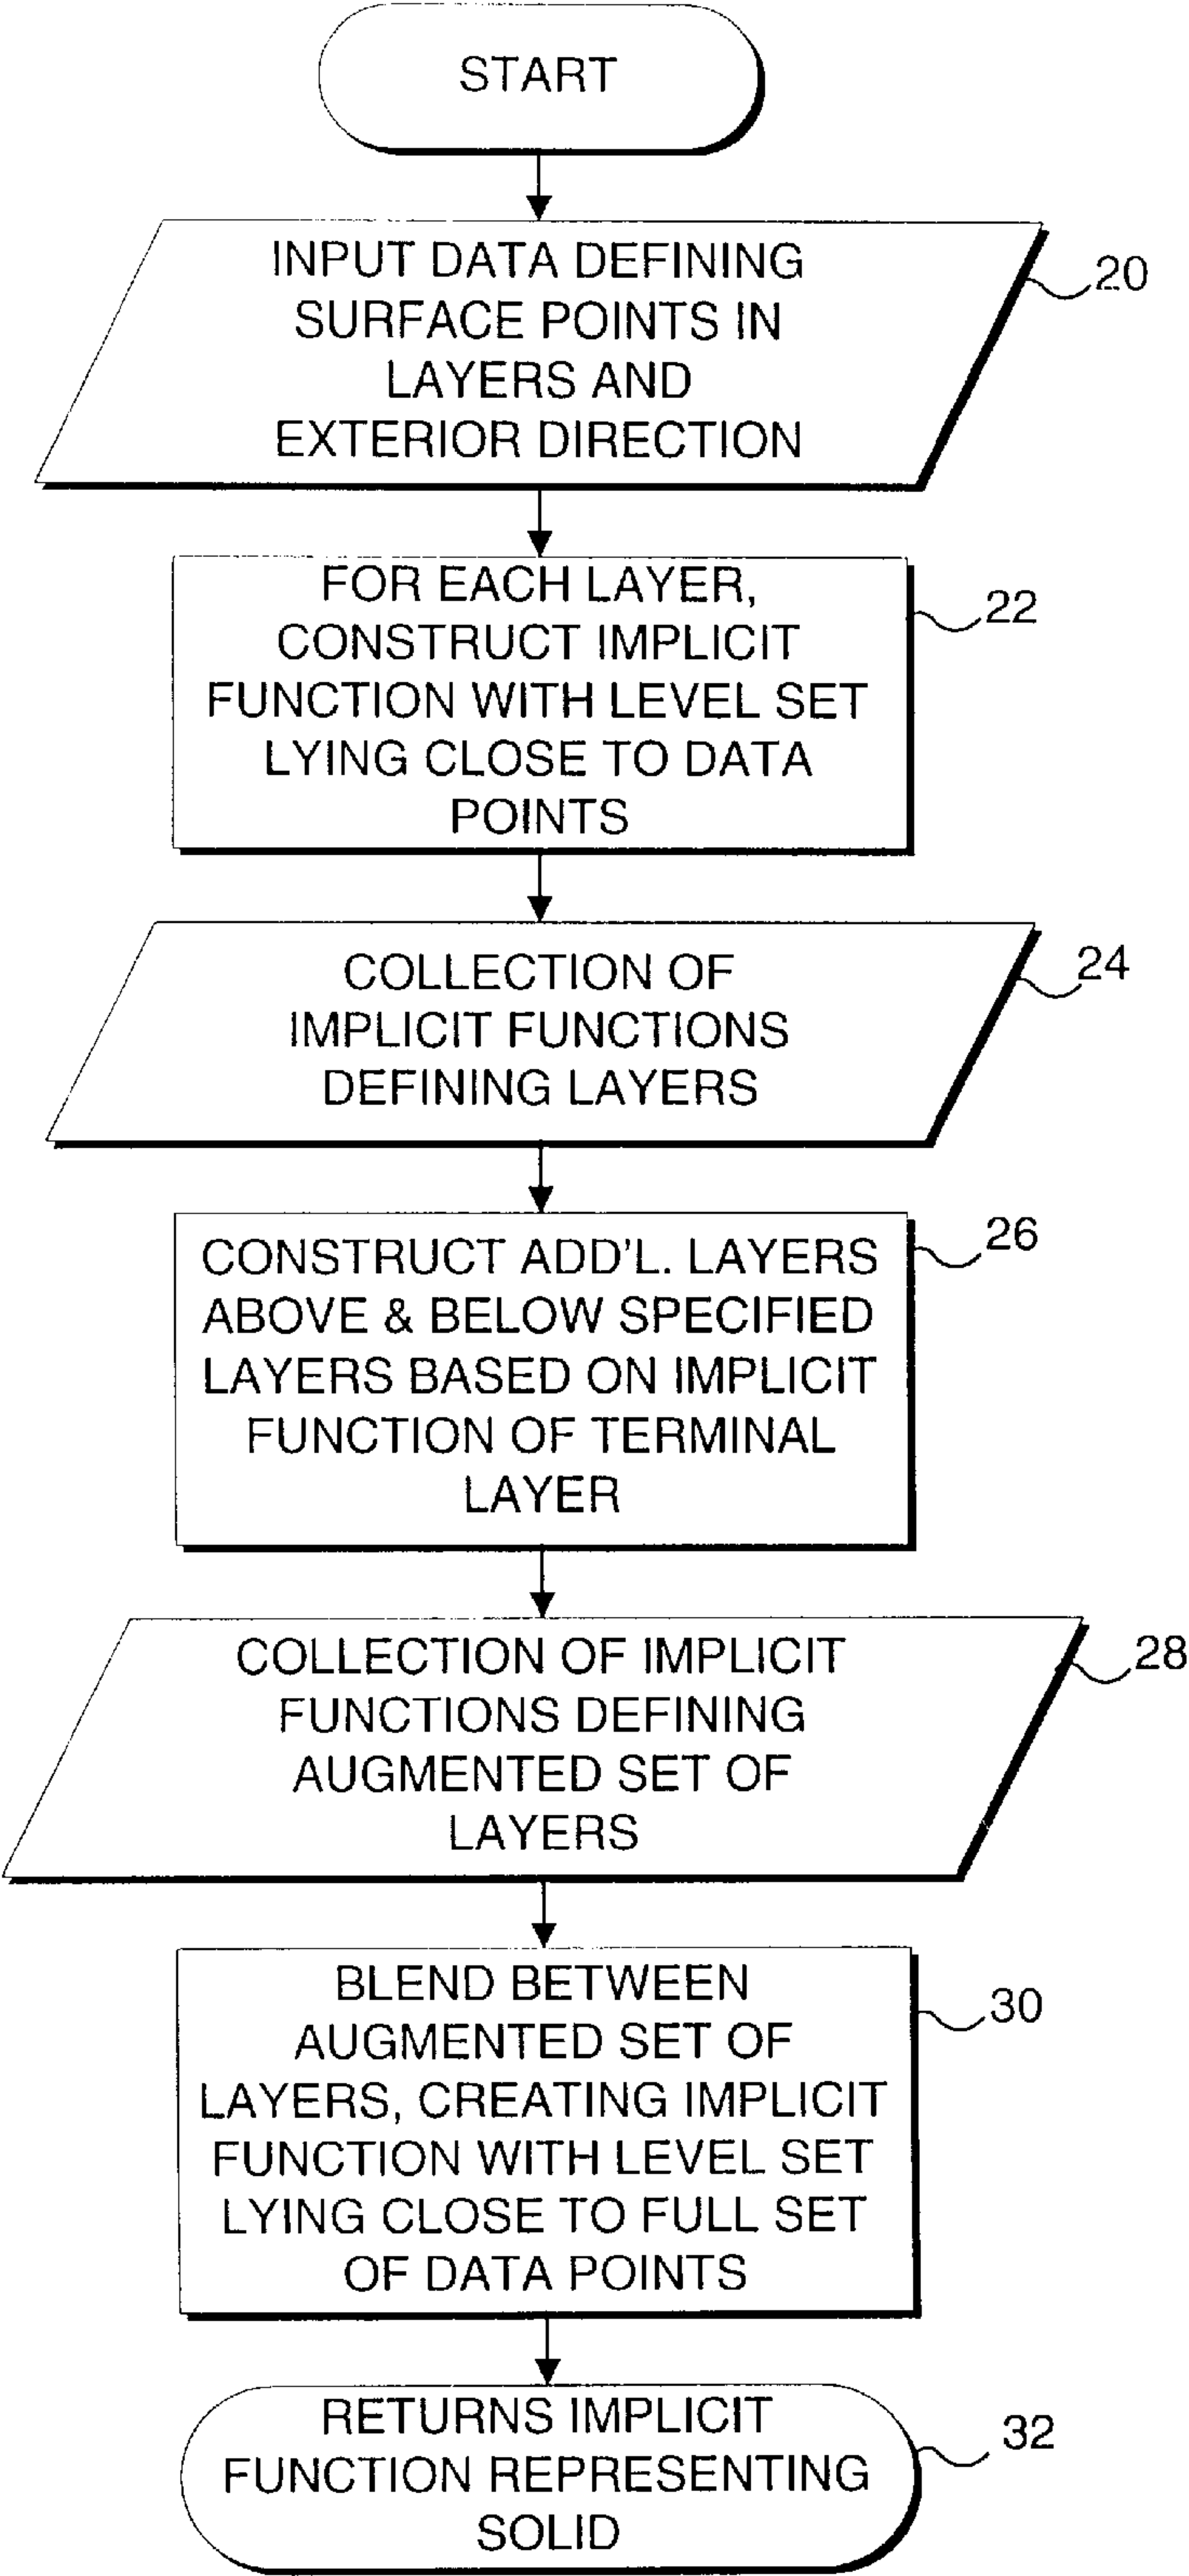 START
INPUT DATA DEFINING
SURFACE POINTS IN
LAYERS AND
EXTERIOR DIRECTION
20
FOR EACH LAYER,
CONSTRUCT IMPLICIT
FUNCTION WITH LEVEL SET
LYING CLOSE TO DATA
POINTS
22
COLLECTION OF
IMPLICIT FUNCTIONS
DEFINING LAYERS
24
CONSTRUCT ADD'L. LAYERS
ABOVE & BELOW SPECIFIED
LAYERS BASED ON IMPLICIT
FUNCTION OF TERMINAL
LAYER
26
COLLECTION OF IMPLICIT
FUNCTIONS DEFINING
AUGMENTED SET OF
LAYERS
28
BLEND BETWEEN
AUGMENTED SET OF
LAYERS, CREATING IMPLICIT
FUNCTION WITH LEVEL SET
LYING CLOSE TO FULL SET
OF DATA POINTS
30
RETURNS IMPLICIT
FUNCTION REPRESENTING
SOLID
32